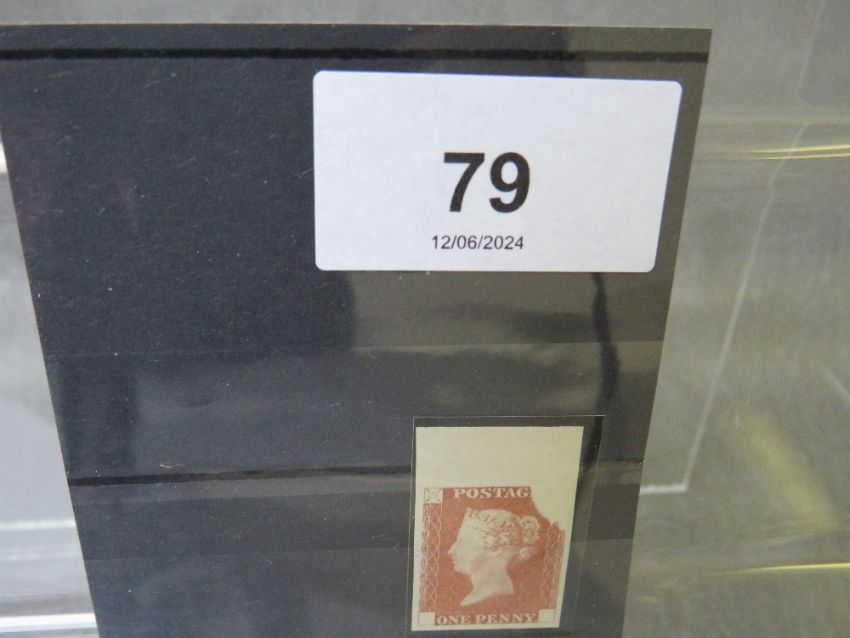 79
12/06/2024
POSTAG
ONE PENNY.